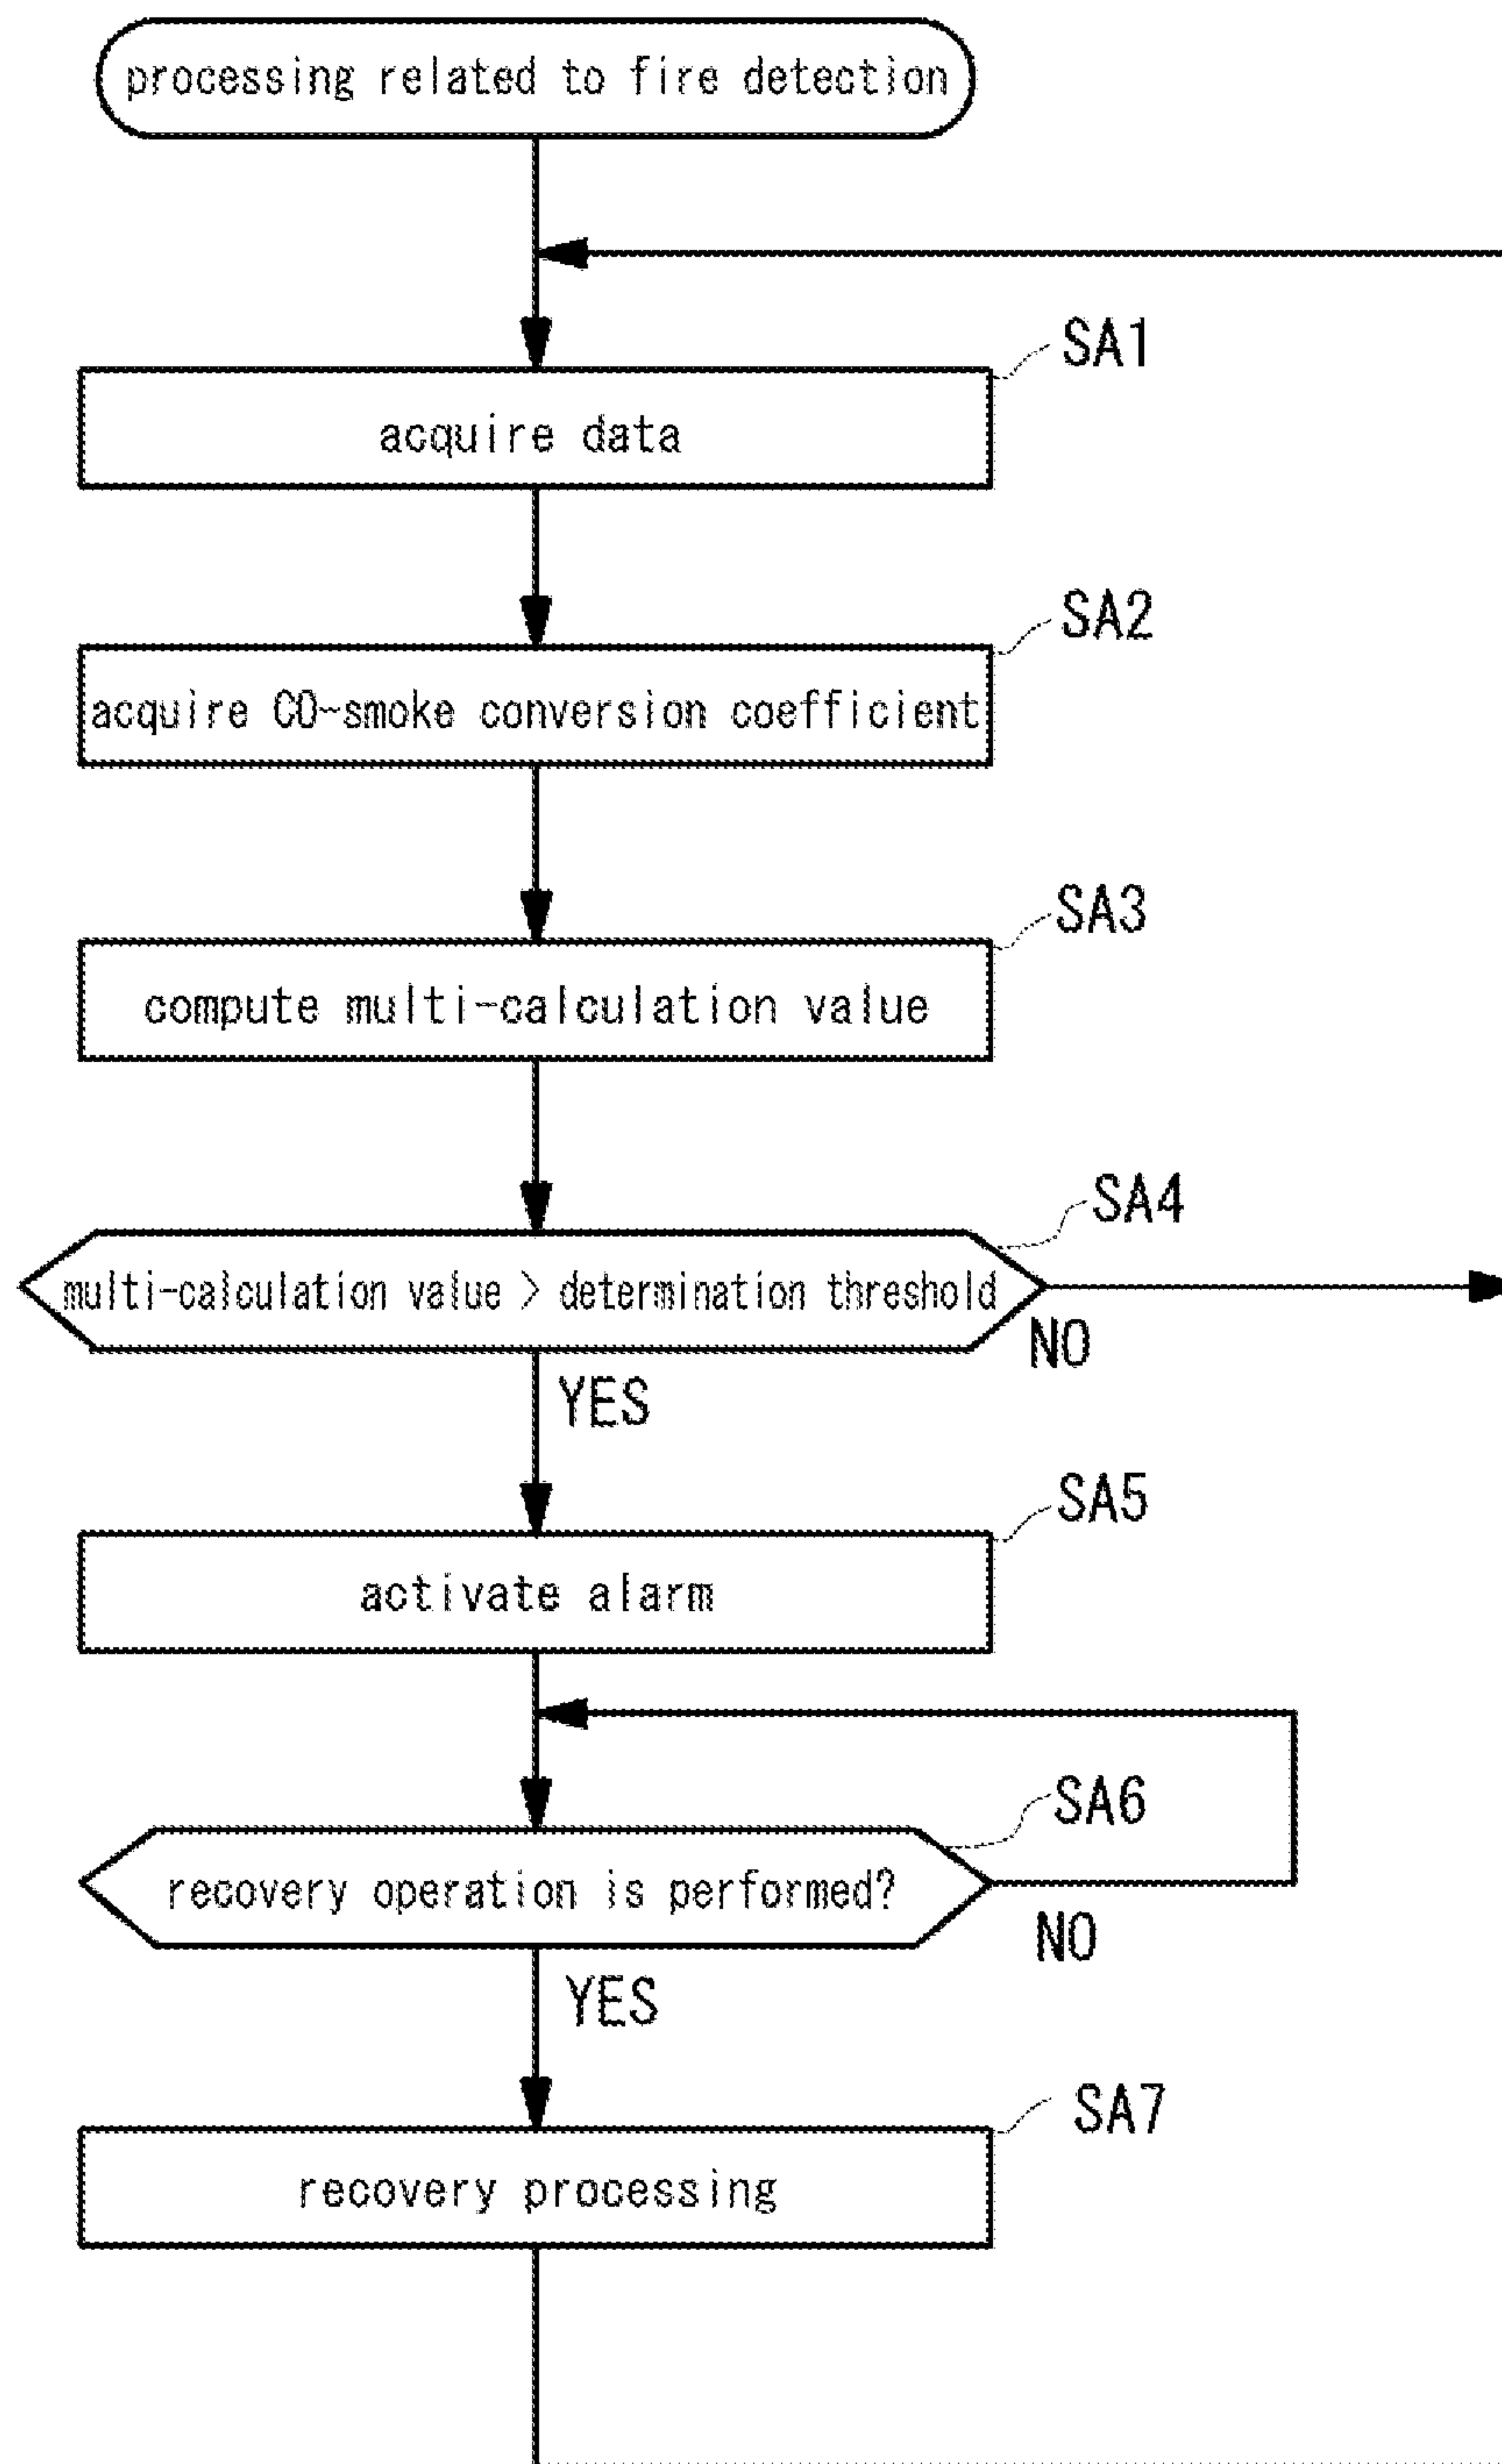 processing related to fire detection
SA1
acquire data
SA2
acquire CO-smoke conversion coefficient
SA3
compute multi-calculation value
SA4
multi-calculation value > determination threshold
NO
YES
SA5
activate alarm
SA6
recovery operation is performed?
NO
YES
SA7
recovery processing